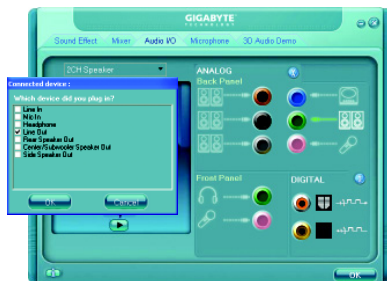 GIGABYTE
Sound Effect
Mixer
Audio I/O
Microphone
3D Audio Demo
2CH Speaker
ANALOG
Back Panel
Connected device :
Which device did you plug in?
Line In
Mic In
Headphone
Line Out
Rear Speaker Out
Center/Subwoofer Speaker Out
Side Speaker Out
OK
Cancel
Front Panel
DIGITAL
OK